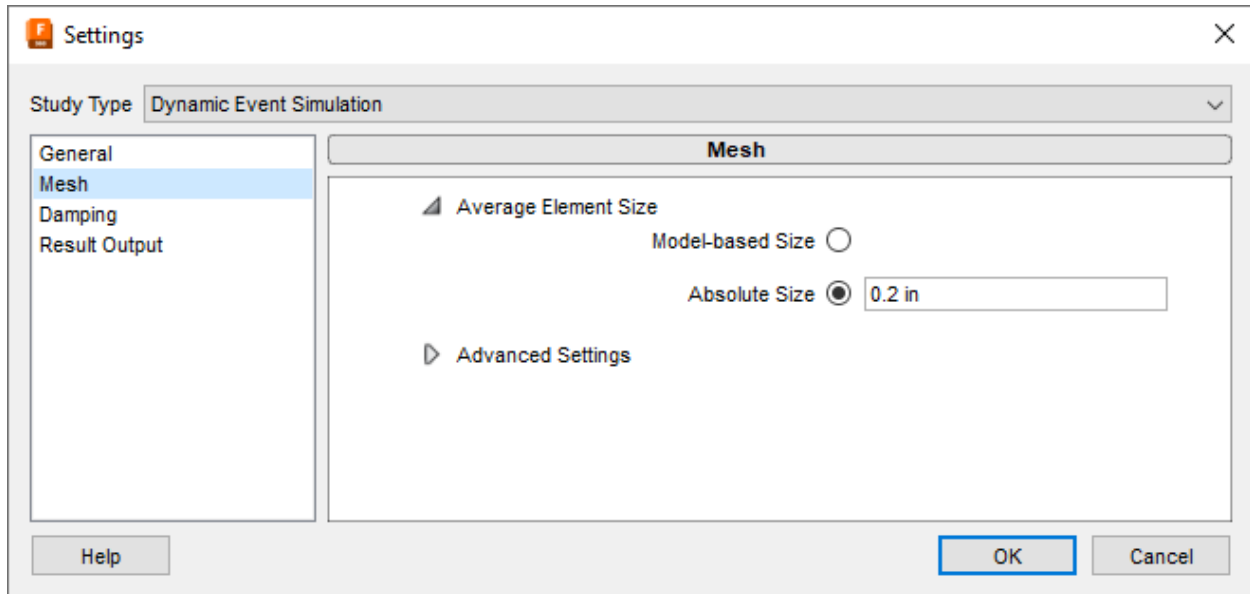 Settings
Study Type Dynamic Event Simulation
General
Mesh
Damping
Result Output
Mesh
Average Element Size
Model-based Size
Absolute Size 0.2 in
Advanced Settings
Help
OK
Cancel